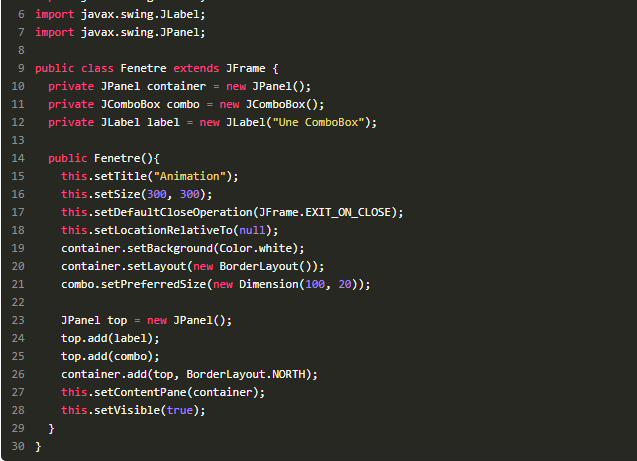 6 import javax.swing.JLabel;
7 import javax.swing.JPanel;
8
9 public class Fenetre extends JFrame {
10   private JPanel container = new JPanel();
11   private JComboBox combo = new JComboBox();
12   private JLabel label = new JLabel("Une ComboBox");
13
14   public Fenetre(){
15     this.setTitle("Animation");
16     this.setSize(300, 300);
17     this.setDefaultCloseOperation(JFrame.EXIT_ON_CLOSE);
18     this.setLocationRelativeTo(null);
19     container.setBackground(Color.white);
20     container.setLayout(new BorderLayout());
21     combo.setPreferredSize(new Dimension(100, 20));
22
23     JPanel top = new JPanel();
24     top.add(label);
25     top.add(combo);
26     container.add(top, BorderLayout.NORTH);
27     this.setContentPane(container);
28     this.setVisible(true);
29   }
30 }